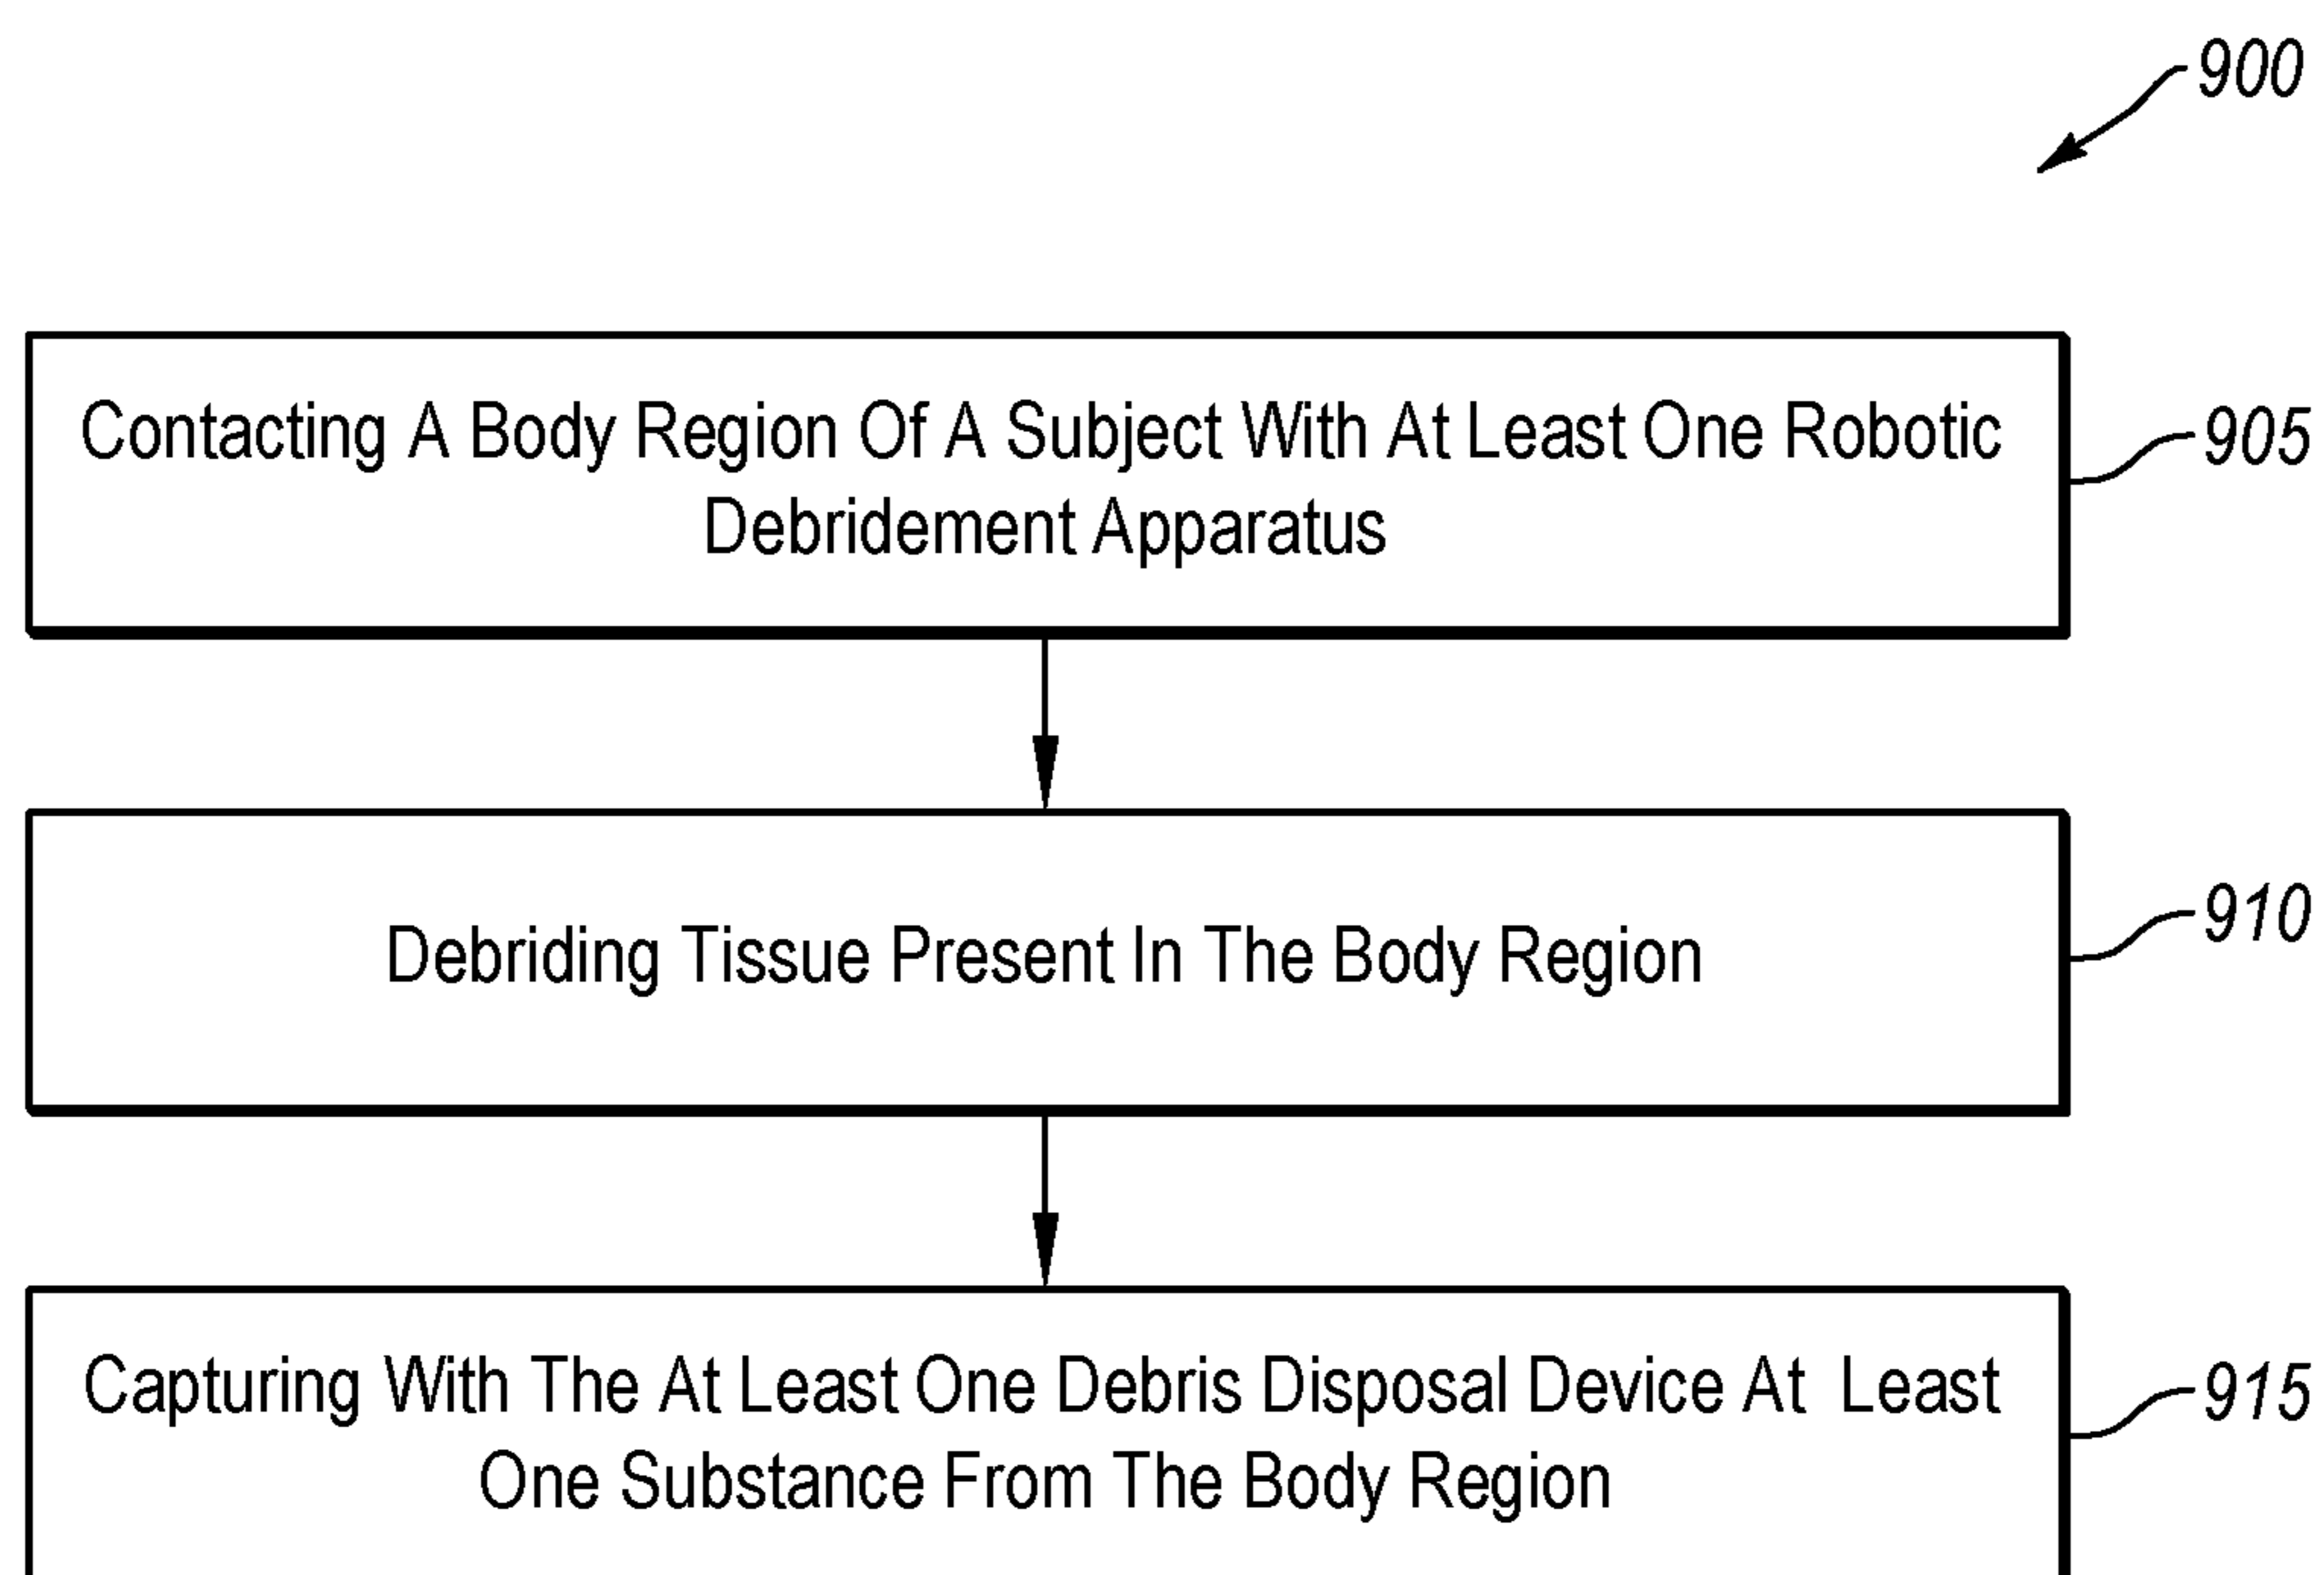 900
Contacting A Body Region Of A Subject With At Least One Robotic
Debridement Apparatus
905
Debriding Tissue Present In The Body Region
910
Capturing With The At Least One Debris Disposal Device At Least
One Substance From The Body Region
915